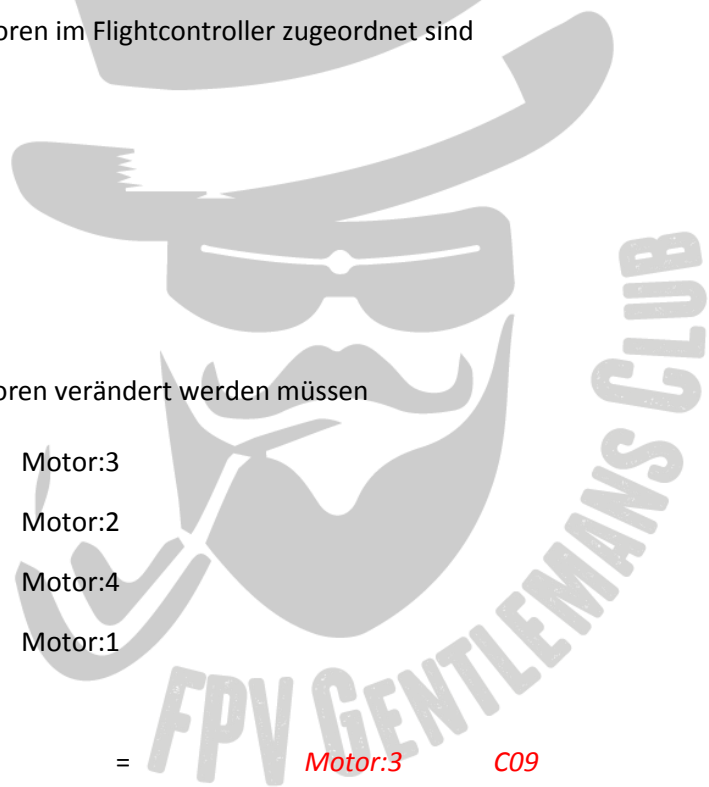 oren im Flightcontroller zugeordnet sind
oren verändert werden müssen
Motor:3
Motor:2
Motor:4
Motor:1
= Motor:3 C09
FPV GENTLEMANS CLUB